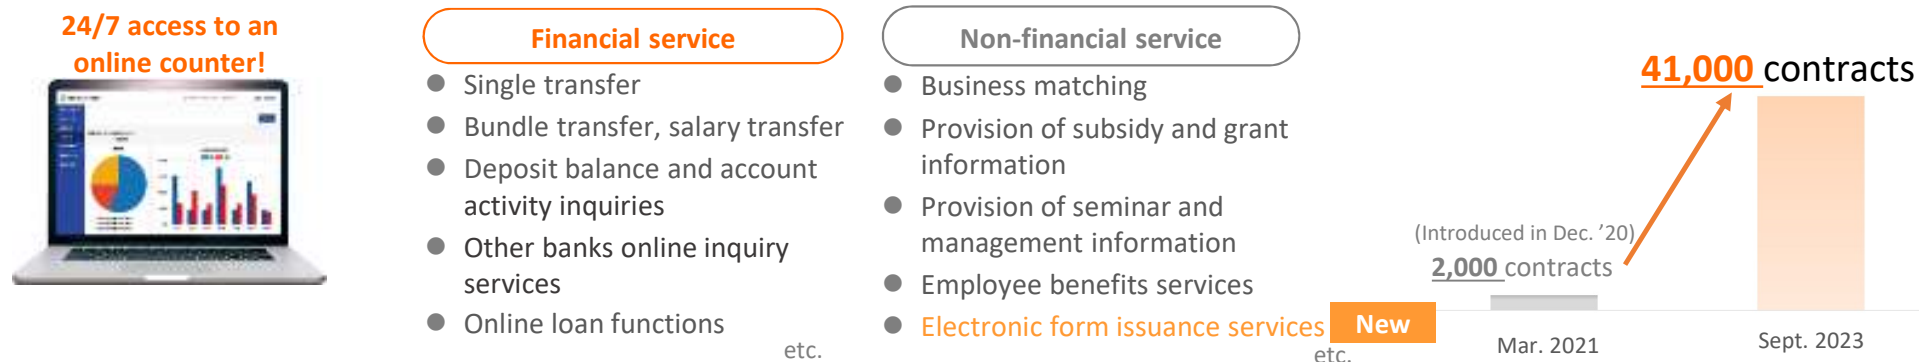 24/7 access to an
online counter!
Financial service
● Single transfer
● Bundle transfer, salary transfer
● Deposit balance and account
activity inquiries
● Other banks online inquiry
services
● Online loan functions
etc.
Non-financial service
● Business matching
● Provision of subsidy and grant
information
● Provision of seminar and
management information
● Employee benefits services
● Electronic form issuance services New
etc.
41,000 contracts
(Introduced in Dec. ’20)
2,000 contracts
Mar. 2021
Sept. 2023